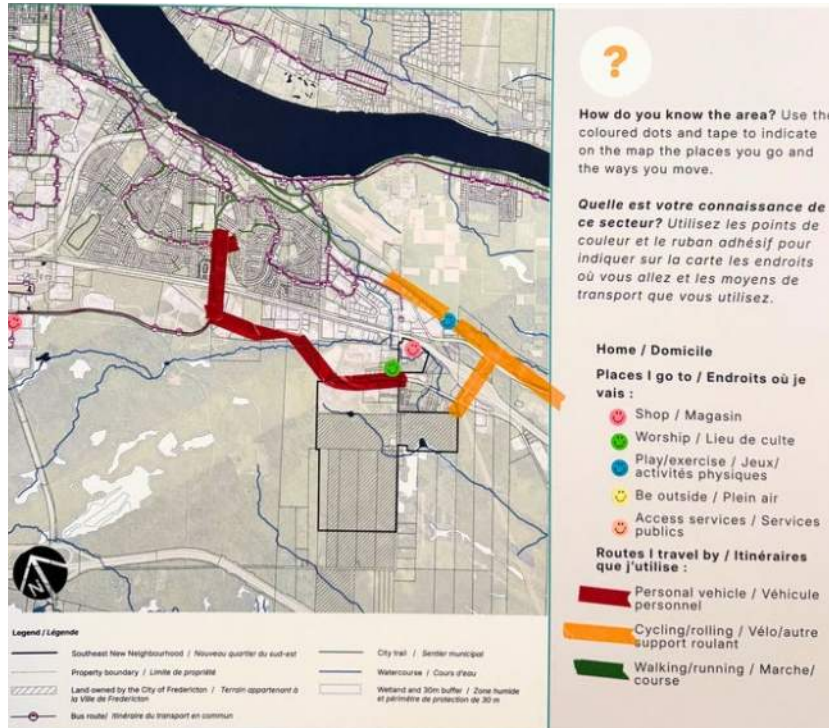 ?
How do you know the area? Use the
coloured dots and tape to indicate
on the map the places you go and
the ways you move.
Quelle est votre connaissance de
ce secteur? Utilisez les points de
couleur et le ruban adhésif pour
indiquer sur la carte les endroits
où vous allez et les moyens de
transport que vous utilisez.
Home / Domicile
Places I go to / Endroits où je
vais :
Shop / Magasin
Worship / Lieu de culte
Play/exercise / Jeux/
activités physiques
Be outside / Plein air
Access services / Services
publics
Routes I travel by / Itinéraires
que j'utilise :
Personal vehicle / Véhicule
personnel
Cycling/rolling / Vélo/autre
support roulant
Walking/running / Marche/
course
N
Legend / Légende
Southeast New Neighbourhood / Nouveau quartier du sud-est
Property boundary / Limite de propriété
Land owned by the City of Fredericton / Terrain appartenant à
la Ville de Fredericton
Bus route/ Itinéraire du transport en commun
City trail / Sentier municipal
Watercourse / Cours d'eau
Wetland and 30m buffer / Zone humide
et périmètre de protection de 30 m